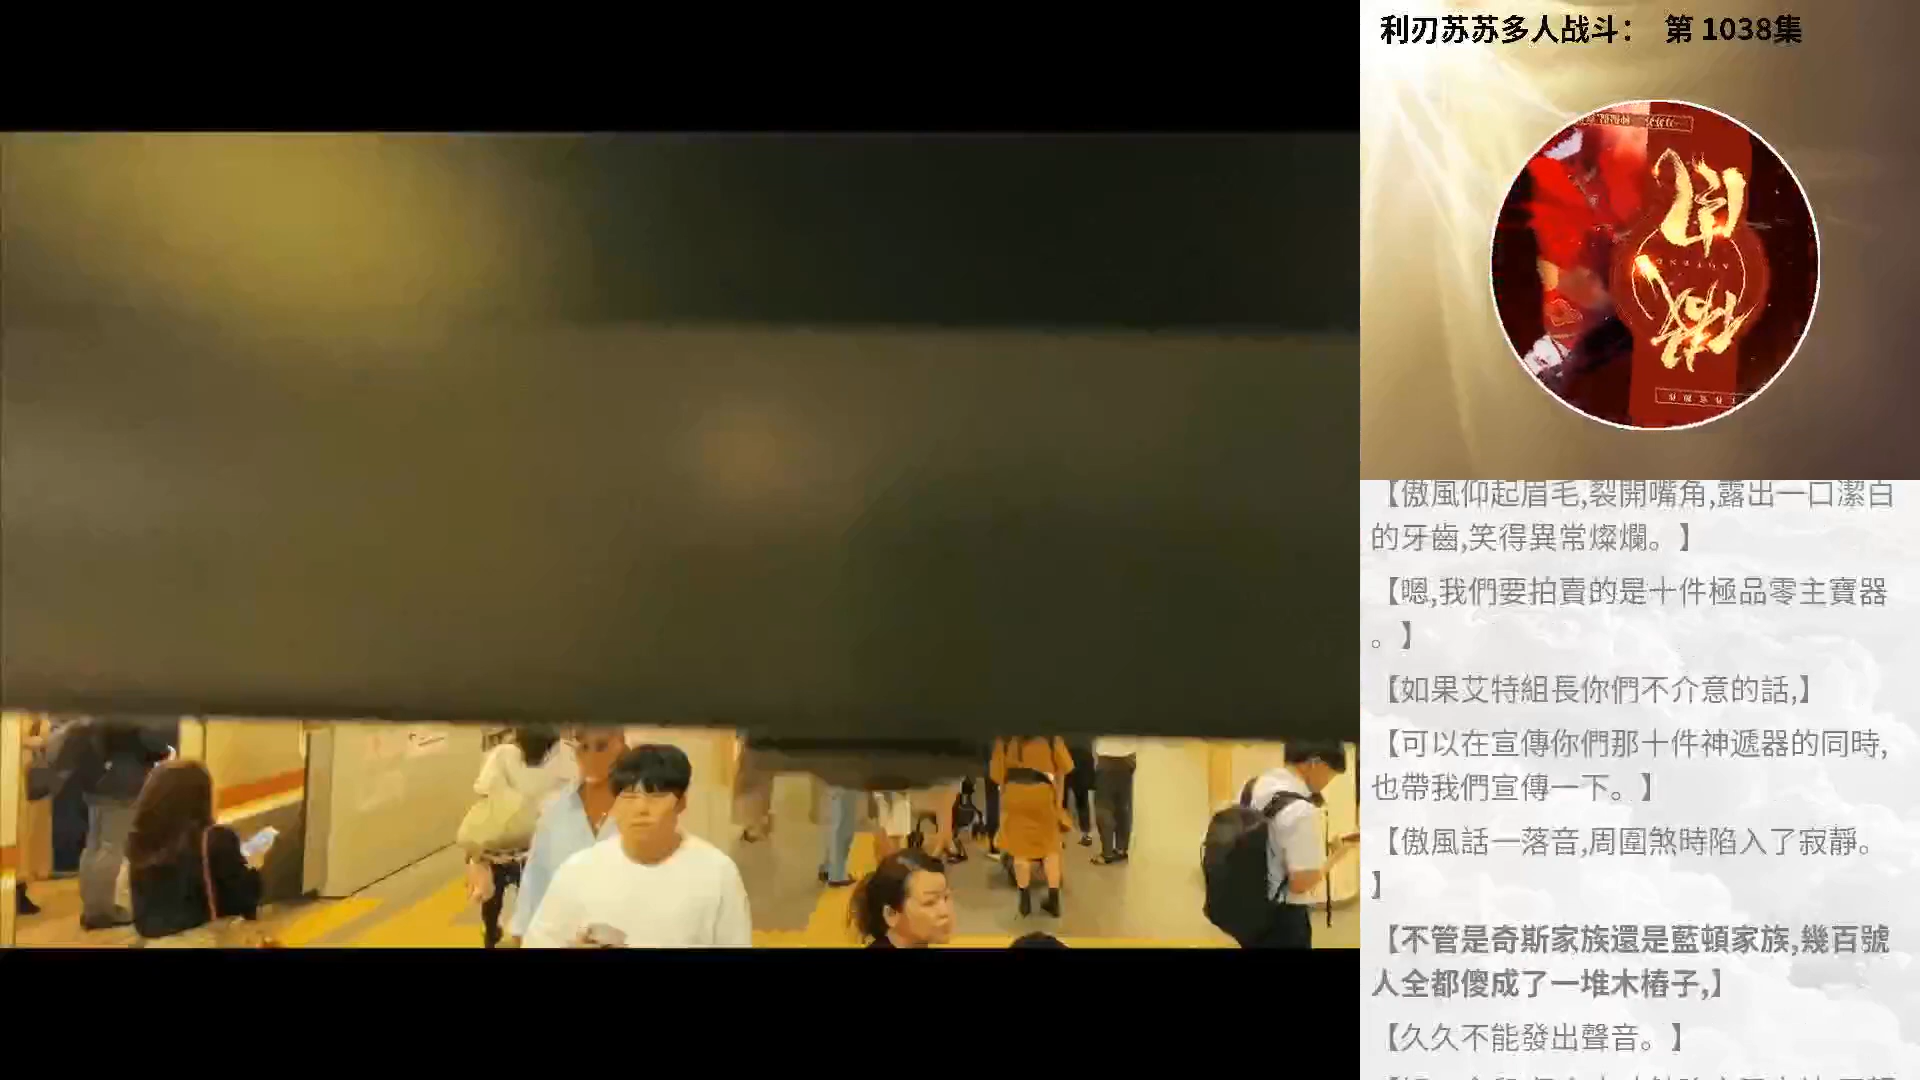 利刃苏苏多人战斗： 第 1038集
【傲風仰起眉毛,裂開嘴角,露出一口潔白
的牙齒,笑得異常燦爛。】
【嗯,我們要拍賣的是十件極品零主寶器
。】
【如果艾特組長你們不介意的話,】
【可以在宣傳你們那十件神遞器的同時,
也帶我們宣傳一下。】
【傲風話一落音,周圍煞時陷入了寂靜。
】
【不管是奇斯家族還是藍頓家族,幾百號
人全都傻成了一堆木樁子,】
【久久不能發出聲音。】